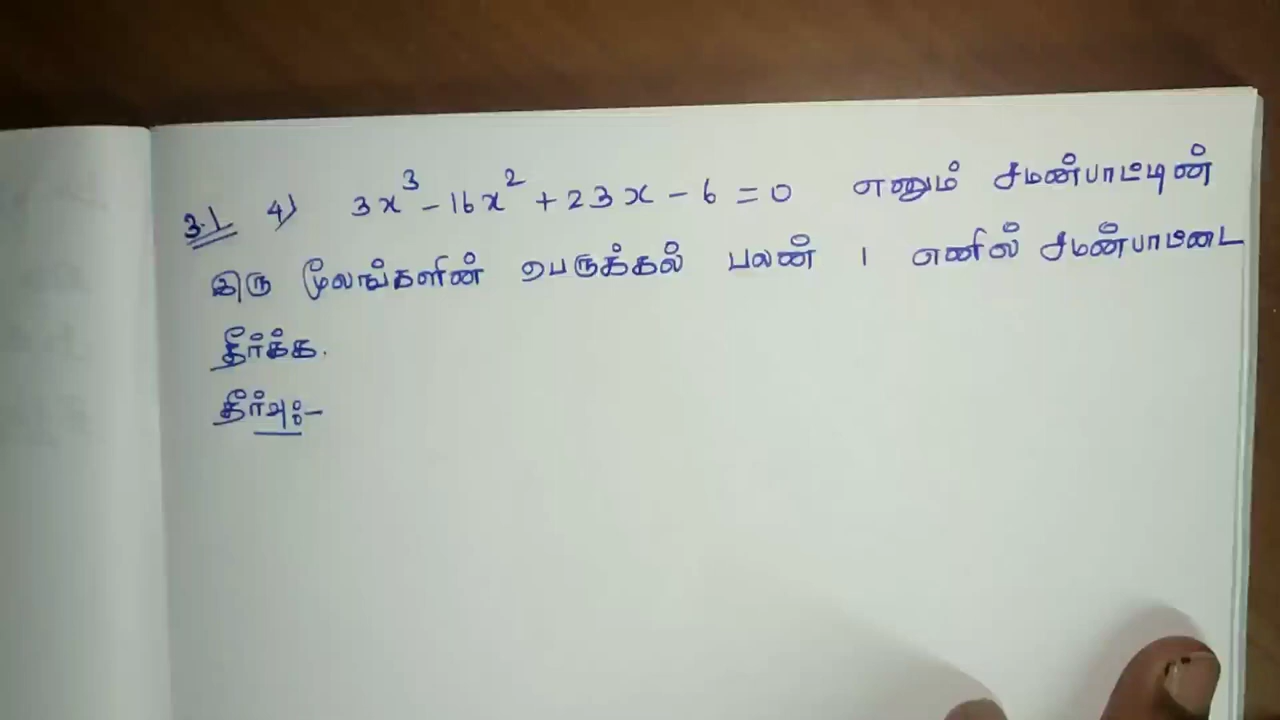 3.1 4) 3x³ - 16x² + 23x - 6 = 0 எனும் சமன்பாட்டின்
இரு மூலங்களின் பெருக்கல் பலன் 1 எனில் சமன்பாட்டை
தீர்க்க.
தீர்வு:-